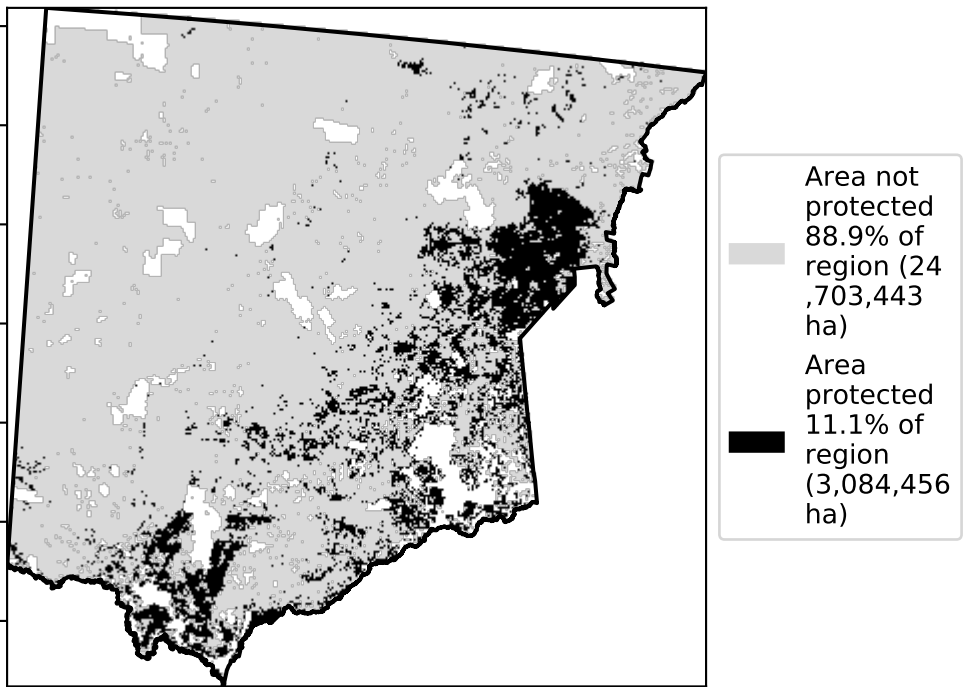 Area not
protected
88.9% of
region (24
,703,443
ha)
Area
protected
11.1% of
region
(3,084,456
ha)